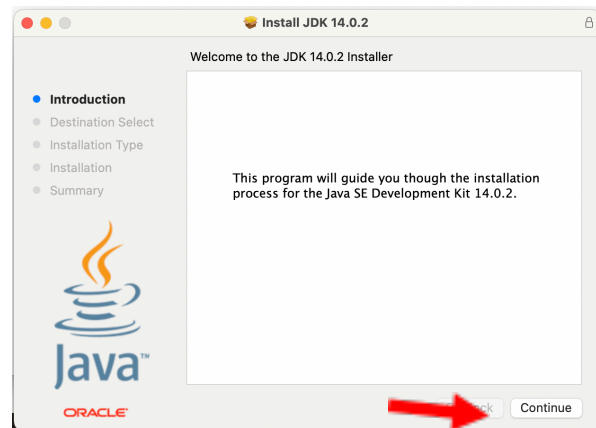 Install JDK 14.0.2
Welcome to the JDK 14.0.2 Installer
Introduction
Destination Select
Installation Type
Installation
Summary
This program will guide you though the installation
process for the Java SE Development Kit 14.0.2.
Java™
ORACLE®
Continue